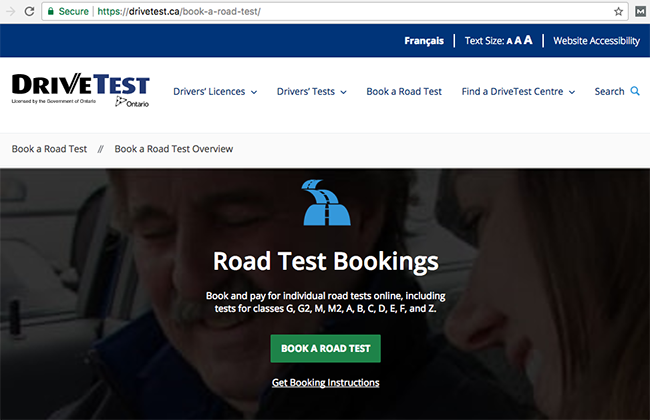 Secure | https://drivetest.ca/book-a-road-test/
Français | Text Size: A A A | Website Accessibility
DRIVETEST
Licensed by the Government of Ontario
Ontario
Drivers' Licences Drivers' Tests Book a Road Test Find a DriveTest Centre Search
Book a Road Test // Book a Road Test Overview
Road Test Bookings
Book and pay for individual road tests online, including
tests for classes G, G2, M, M2, A, B, C, D, E, F, and Z.
BOOK A ROAD TEST
Get Booking Instructions